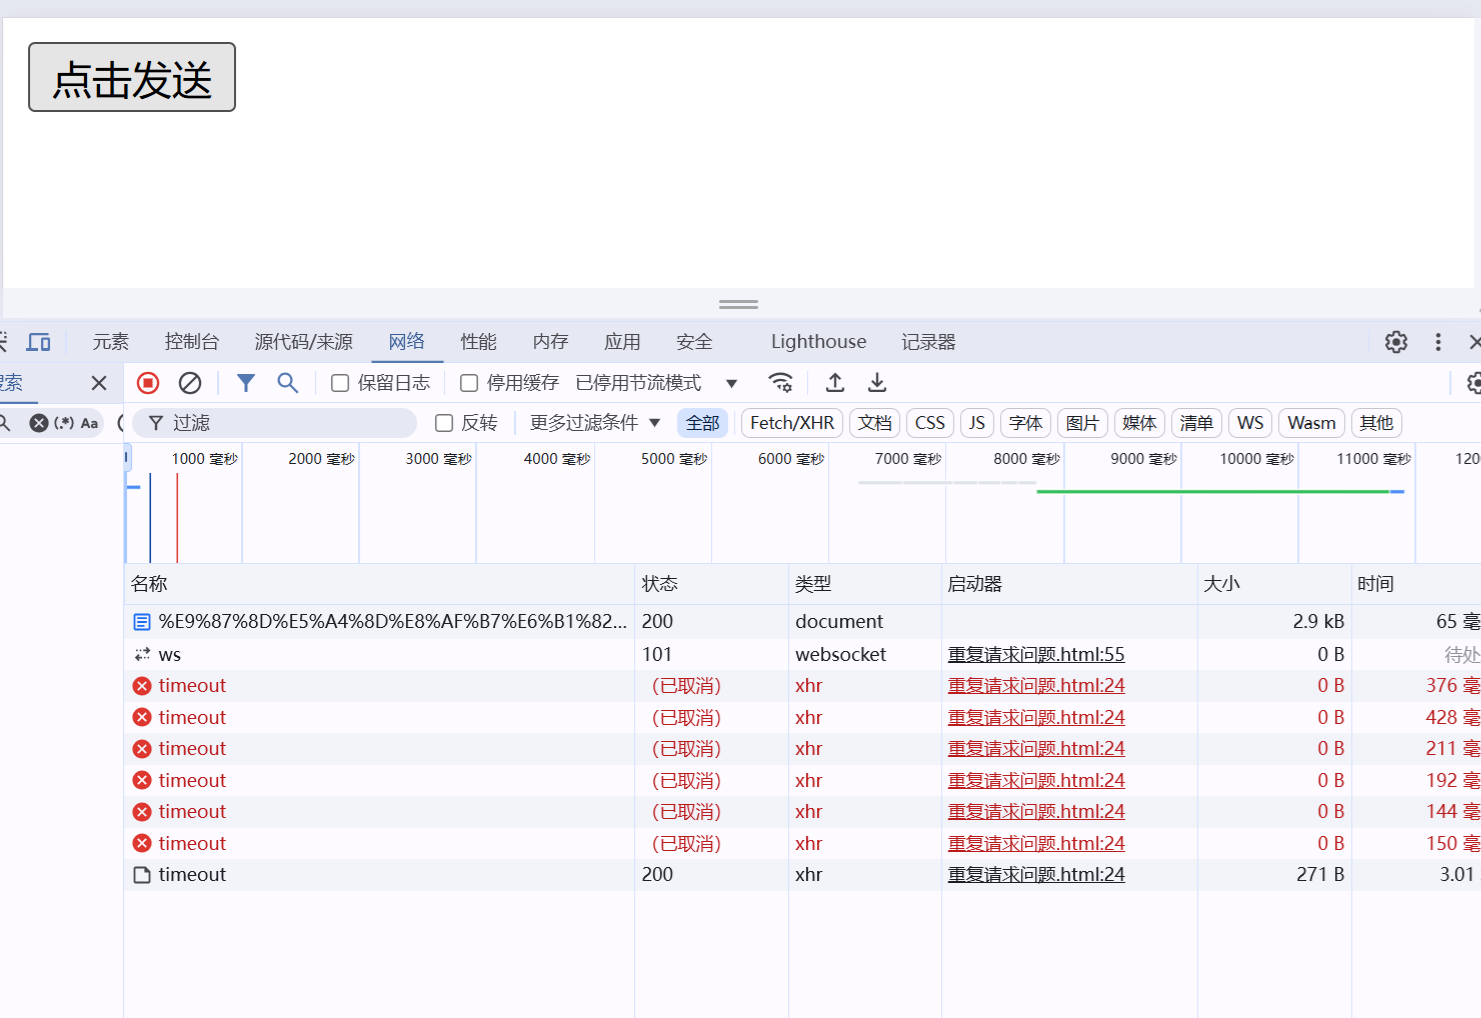 点击发送
元素 控制台 源代码/来源 网络 性能 内存 应用 安全 Lighthouse 记录器
搜索 保留日志 停用缓存 已停用节流模式
(.*) Aa 过滤 反转 更多过滤条件 全部 Fetch/XHR 文档 CSS JS 字体 图片 媒体 清单 WS Wasm 其他
1000 毫秒 2000 毫秒 3000 毫秒 4000 毫秒 5000 毫秒 6000 毫秒 7000 毫秒 8000 毫秒 9000 毫秒 10000 毫秒 11000 毫秒 120
名称 状态 类型 启动器 大小 时间
%E9%87%8D%E5%A4%8D%E8%AF%B7%E6%B1%82... 200 document 2.9 kB 65 毫
ws 101 websocket 重复请求问题.html:55 0 B 待处
timeout (已取消) xhr 重复请求问题.html:24 0 B 376 毫
timeout (已取消) xhr 重复请求问题.html:24 0 B 428 毫
timeout (已取消) xhr 重复请求问题.html:24 0 B 211 毫
timeout (已取消) xhr 重复请求问题.html:24 0 B 192 毫
timeout (已取消) xhr 重复请求问题.html:24 0 B 144 毫
timeout (已取消) xhr 重复请求问题.html:24 0 B 150 毫
timeout 200 xhr 重复请求问题.html:24 271 B 3.01